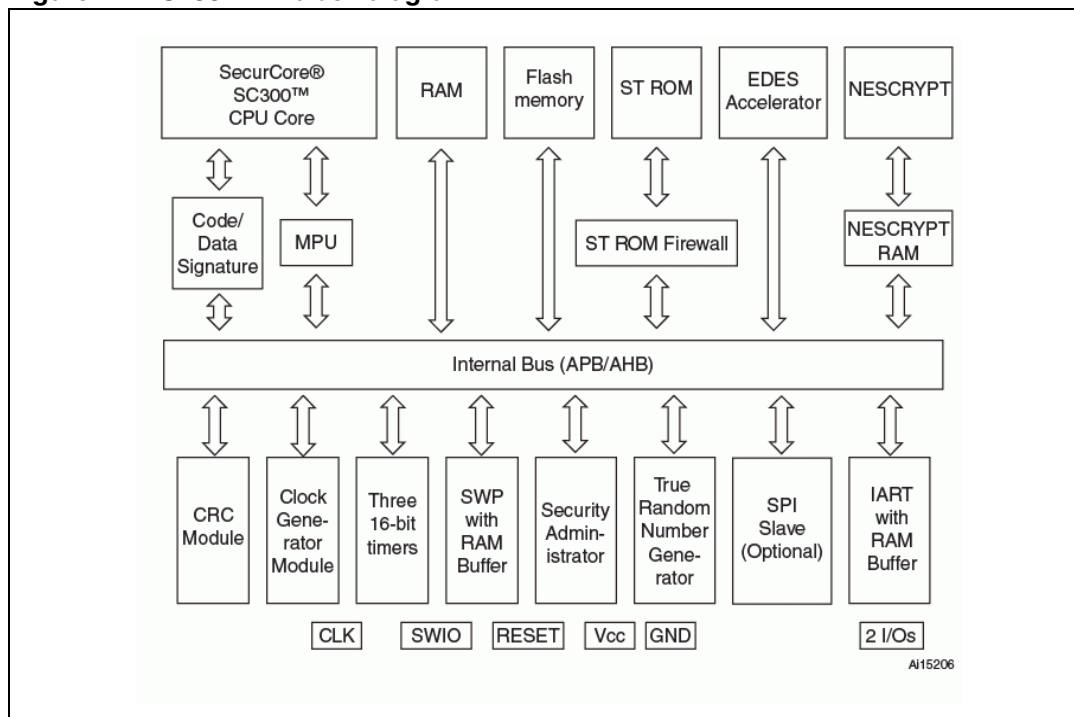 SecurCore®
SC300™
CPU Core
RAM
Flash
memory
ST ROM
EDES
Accelerator
NESCRYPT
Code/
Data
Signature
MPU
ST ROM Firewall
NESCRYPT
RAM
Internal Bus (APB/AHB)
CRC
Module
Clock
Gene-
rator
Module
Three
16-bit
timers
SWP
with
RAM
Buffer
Security
Admin-
istrator
True
Random
Number
Gene-
rator
SPI
Slave
(Optional)
IART
with
RAM
Buffer
CLK
SWIO
RESET
Vcc
GND
2 I/Os
Ai15206